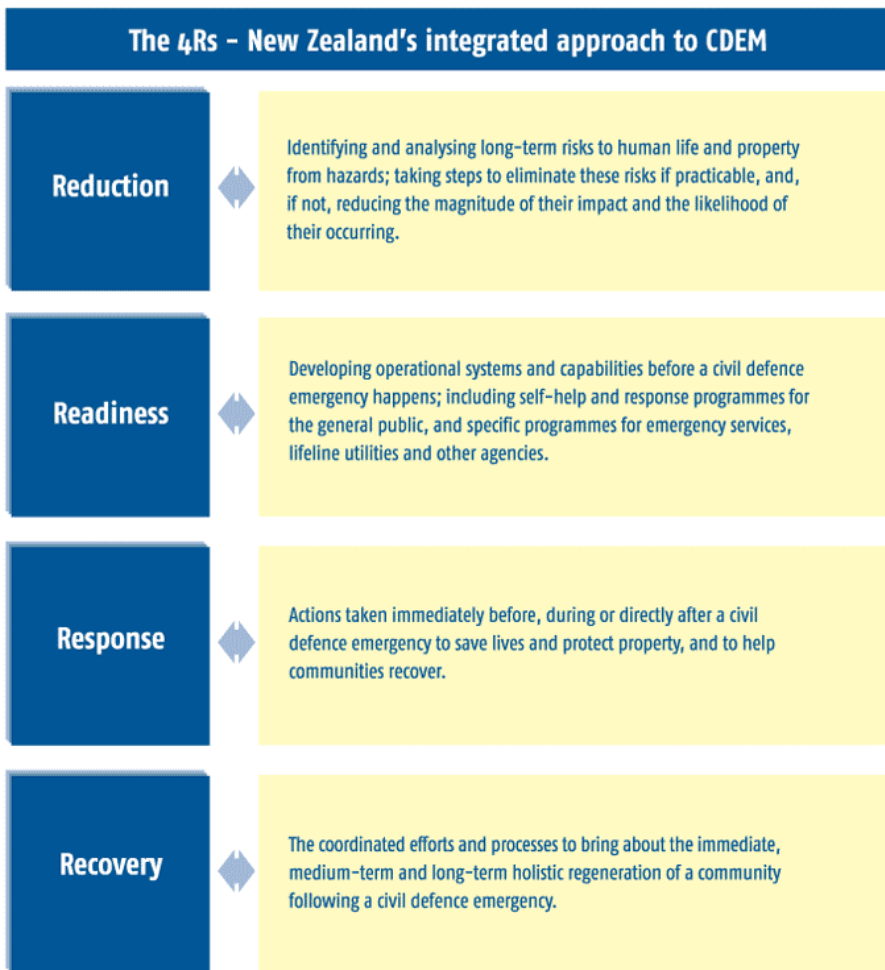 The 4Rs – New Zealand's integrated approach to CDEM
Reduction
Identifying and analysing long-term risks to human life and property
from hazards; taking steps to eliminate these risks if practicable, and,
if not, reducing the magnitude of their impact and the likelihood of
their occurring.
Readiness
Developing operational systems and capabilities before a civil defence
emergency happens; including self-help and response programmes for
the general public, and specific programmes for emergency services,
lifeline utilities and other agencies.
Response
Actions taken immediately before, during or directly after a civil
defence emergency to save lives and protect property, and to help
communities recover.
Recovery
The coordinated efforts and processes to bring about the immediate,
medium-term and long-term holistic regeneration of a community
following a civil defence emergency.